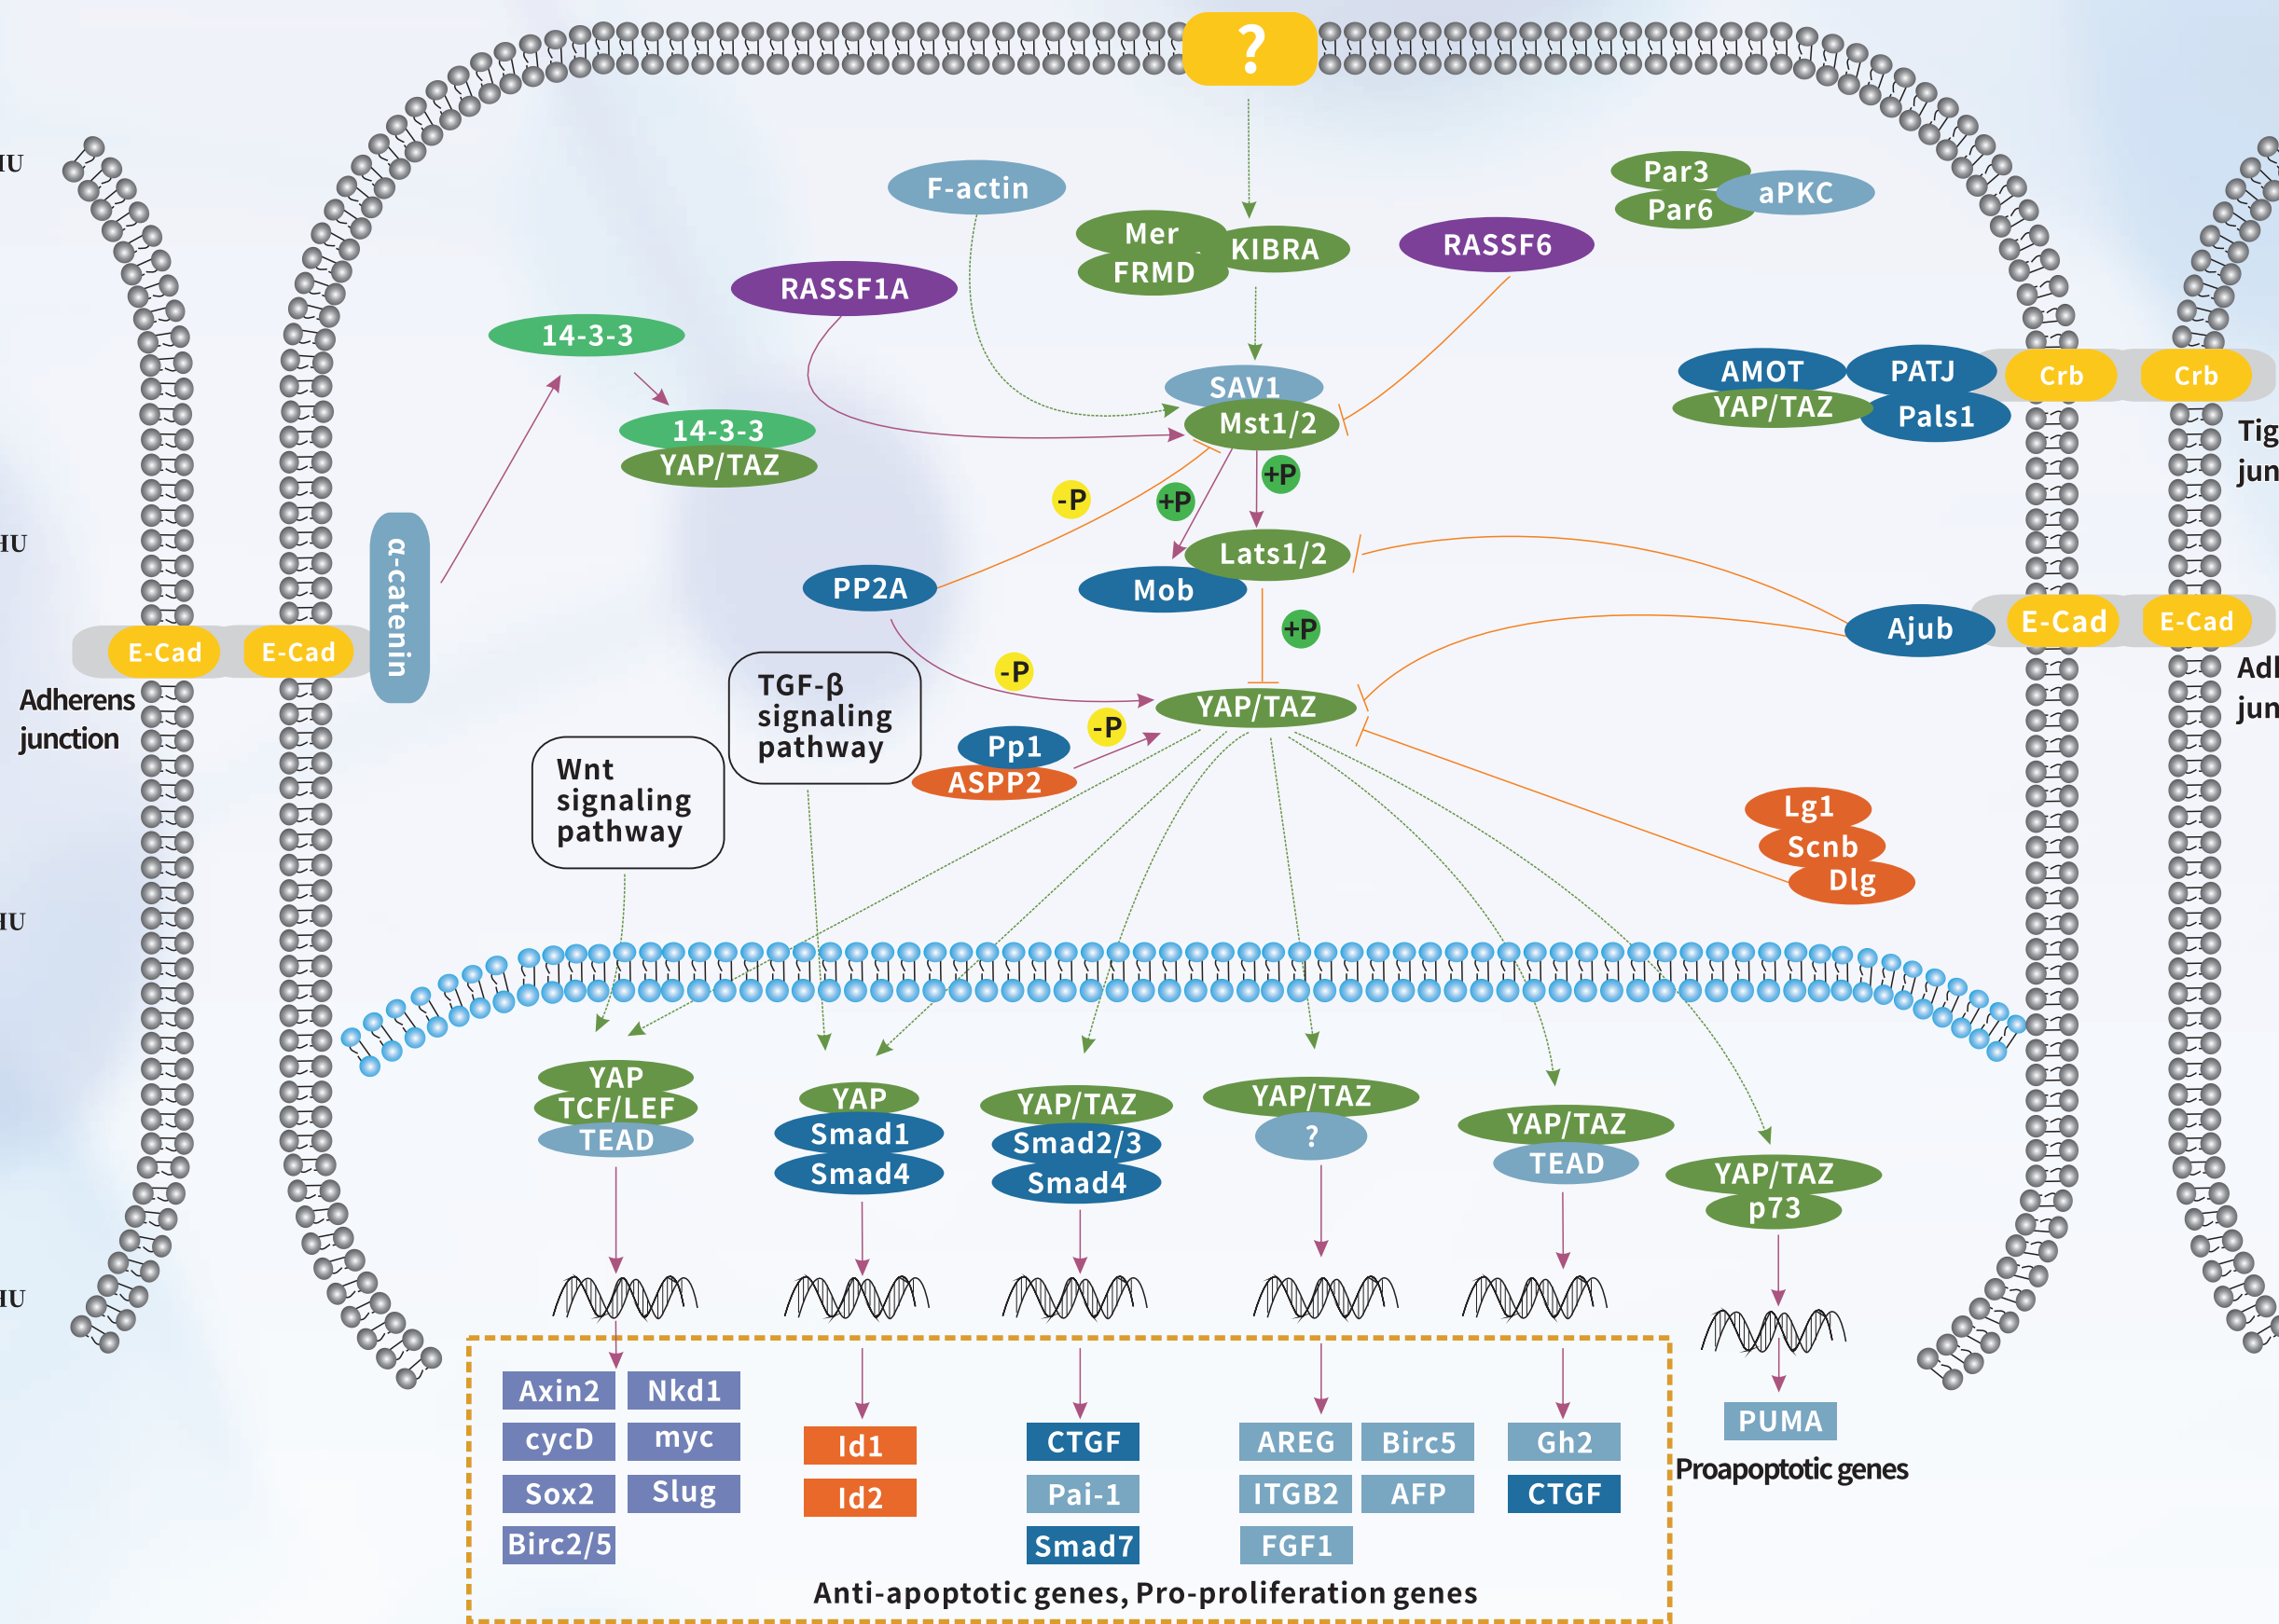 ?
F-actin
Par3
aPKC
Par6
Mer
KIBRA
FRMD
RASSF6
RASSF1A
14-3-3
SAV1
Mst1/2
AMOT
PATJ
Crb
Crb
YAP/TAZ
Pals1
14-3-3
YAP/TAZ
+P
-P
+P
Lats1/2
Mob
PP2A
α-catenin
+P
Ajub
E-Cad
E-Cad
E-Cad
E-Cad
Adherens
junction
-P
TGF-β
signaling
pathway
YAP/TAZ
-P
Pp1
ASPP2
Wnt
signaling
pathway
Lg1
Scnb
Dlg
YAP
TCF/LEF
TEAD
YAP
Smad1
Smad4
YAP/TAZ
Smad2/3
Smad4
YAP/TAZ
?
YAP/TAZ
TEAD
YAP/TAZ
p73
Axin2 Nkd1
cycD myc
Sox2 Slug
Birc2/5
Id1
Id2
CTGF
Pai-1
Smad7
AREG Birc5
ITGB2 AFP
FGF1
Gh2
CTGF
PUMA
Proapoptotic genes
Anti-apoptotic genes, Pro-proliferation genes